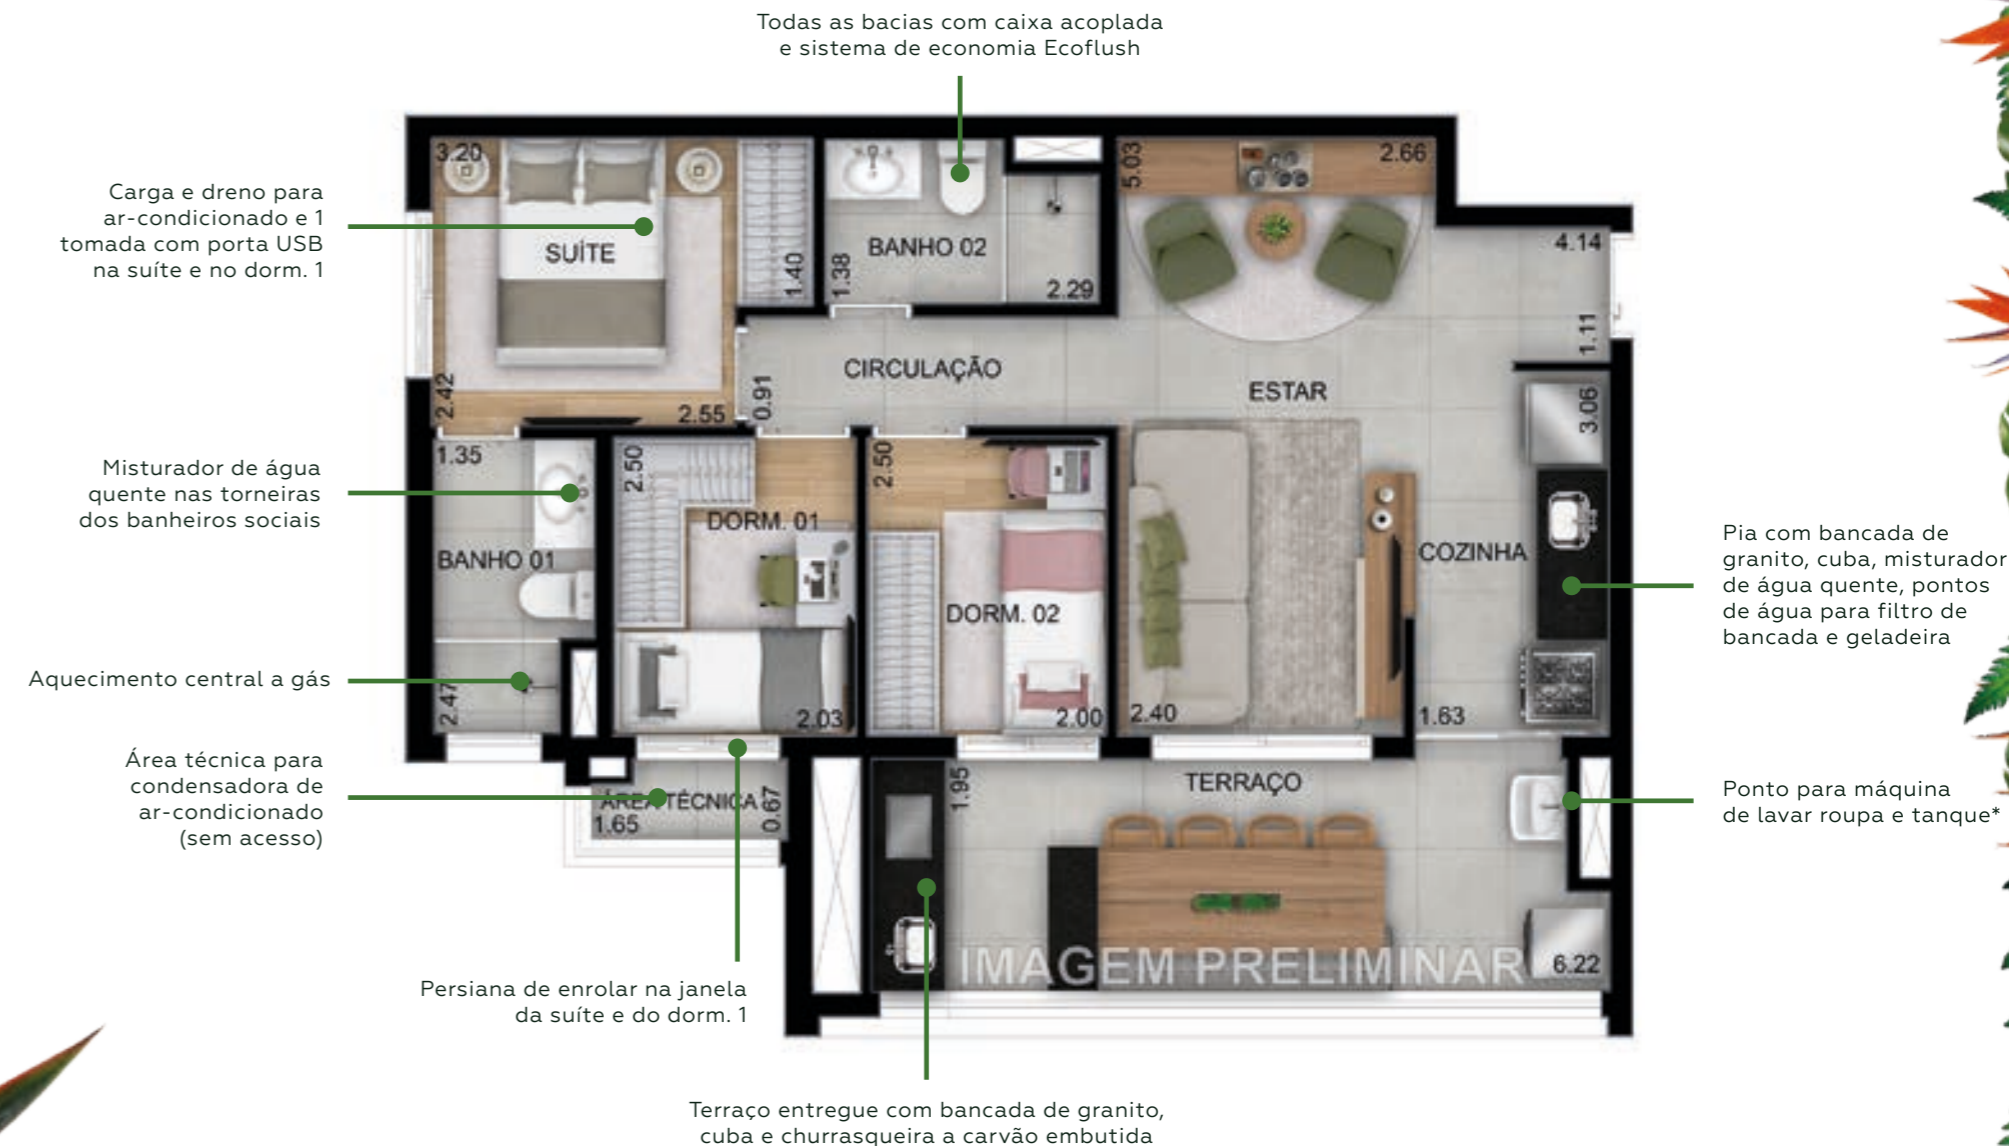 Todas as bacias com caixa acoplada
e sistema de economia Ecoflush
Carga e dreno para
ar-condicionado e 1
tomada com porta USB
na suíte e no dorm. 1
Misturador de água
quente nas torneiras
dos banheiros sociais
Aquecimento central a gás
Área técnica para
condensadora de
ar-condicionado
(sem acesso)
3.20
SUÍTE
1.40
2.42
2.55
1.38
BANHO 02
2.29
5.03
2.66
4.14
1.11
CIRCULAÇÃO
0.91
ESTAR
3.06
1.35
BANHO 01
2.47
2.50
DORM. 01
2.03
2.50
DORM. 02
2.00
2.40
COZINHA
1.63
ÁREA TÉCNICA
1.65
0.67
1.95
TERRAÇO
6.22
IMAGEM PRELIMINAR
Pia com bancada de
granito, cuba, misturador
de água quente, pontos
de água para filtro de
bancada e geladeira
Ponto para máquina
de lavar roupa e tanque*
Persiana de enrolar na janela
da suíte e do dorm. 1
Terraço entregue com bancada de granito,
cuba e churrasqueira a carvão embutida